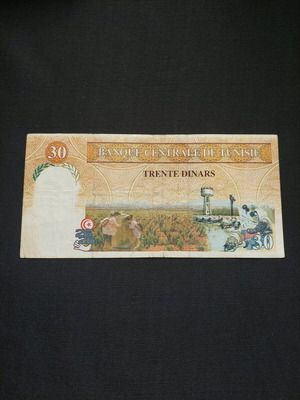 30
BANQUE CENTRALE DE TUNISIE
TRENTE DINARS
30